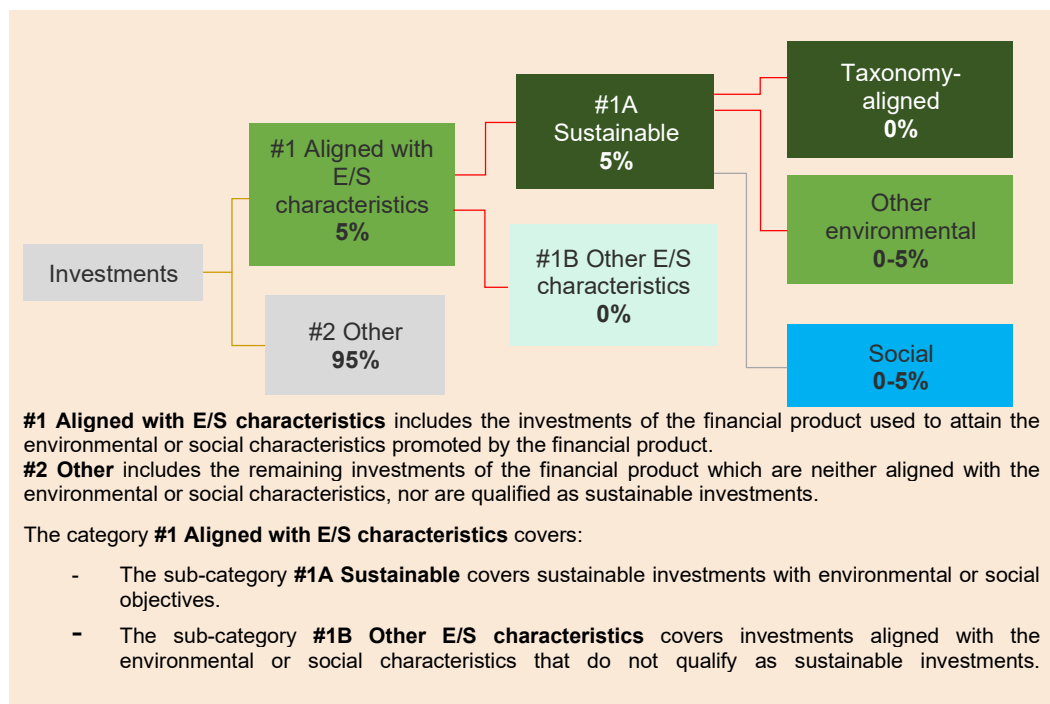 Investments
#1 Aligned with
E/S
characteristics
5%
#2 Other
95%
#1A
Sustainable
5%
#1B Other E/S
characteristics
0%
Taxonomy-
aligned
0%
Other
environmental
0-5%
Social
0-5%
#1 Aligned with E/S characteristics includes the investments of the financial product used to attain the
environmental or social characteristics promoted by the financial product.
#2 Other includes the remaining investments of the financial product which are neither aligned with the
environmental or social characteristics, nor are qualified as sustainable investments.
The category #1 Aligned with E/S characteristics covers:
- The sub-category #1A Sustainable covers sustainable investments with environmental or social
objectives.
- The sub-category #1B Other E/S characteristics covers investments aligned with the
environmental or social characteristics that do not qualify as sustainable investments.